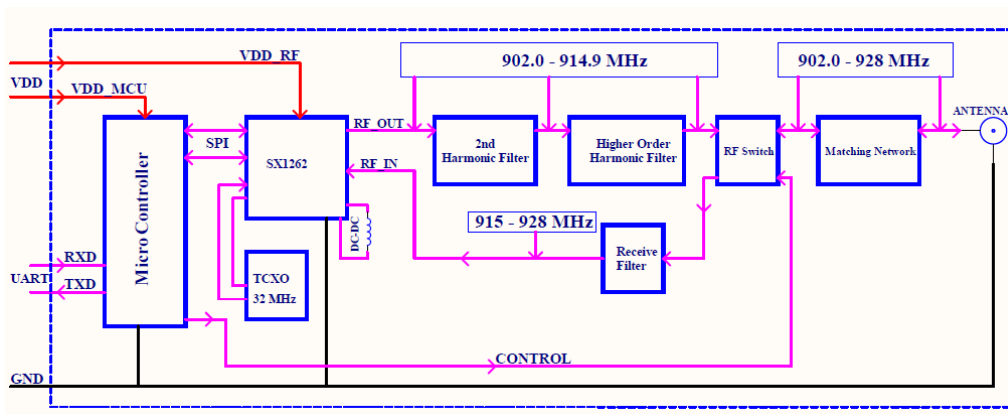 VDD_RF
902.0 - 914.9 MHz
902.0 - 928 MHz
VDD
VDD_MCU
ANTENNA
RF_OUT
SPI
2nd
Harmonic Filter
Higher Order
Harmonic Filter
RF Switch
Matching Network
SX1262
RF_IN
Micro Controller
DC-DC
915 - 928 MHz
Receive
Filter
RXD
UART
TXD
TCXO
32 MHz
CONTROL
GND